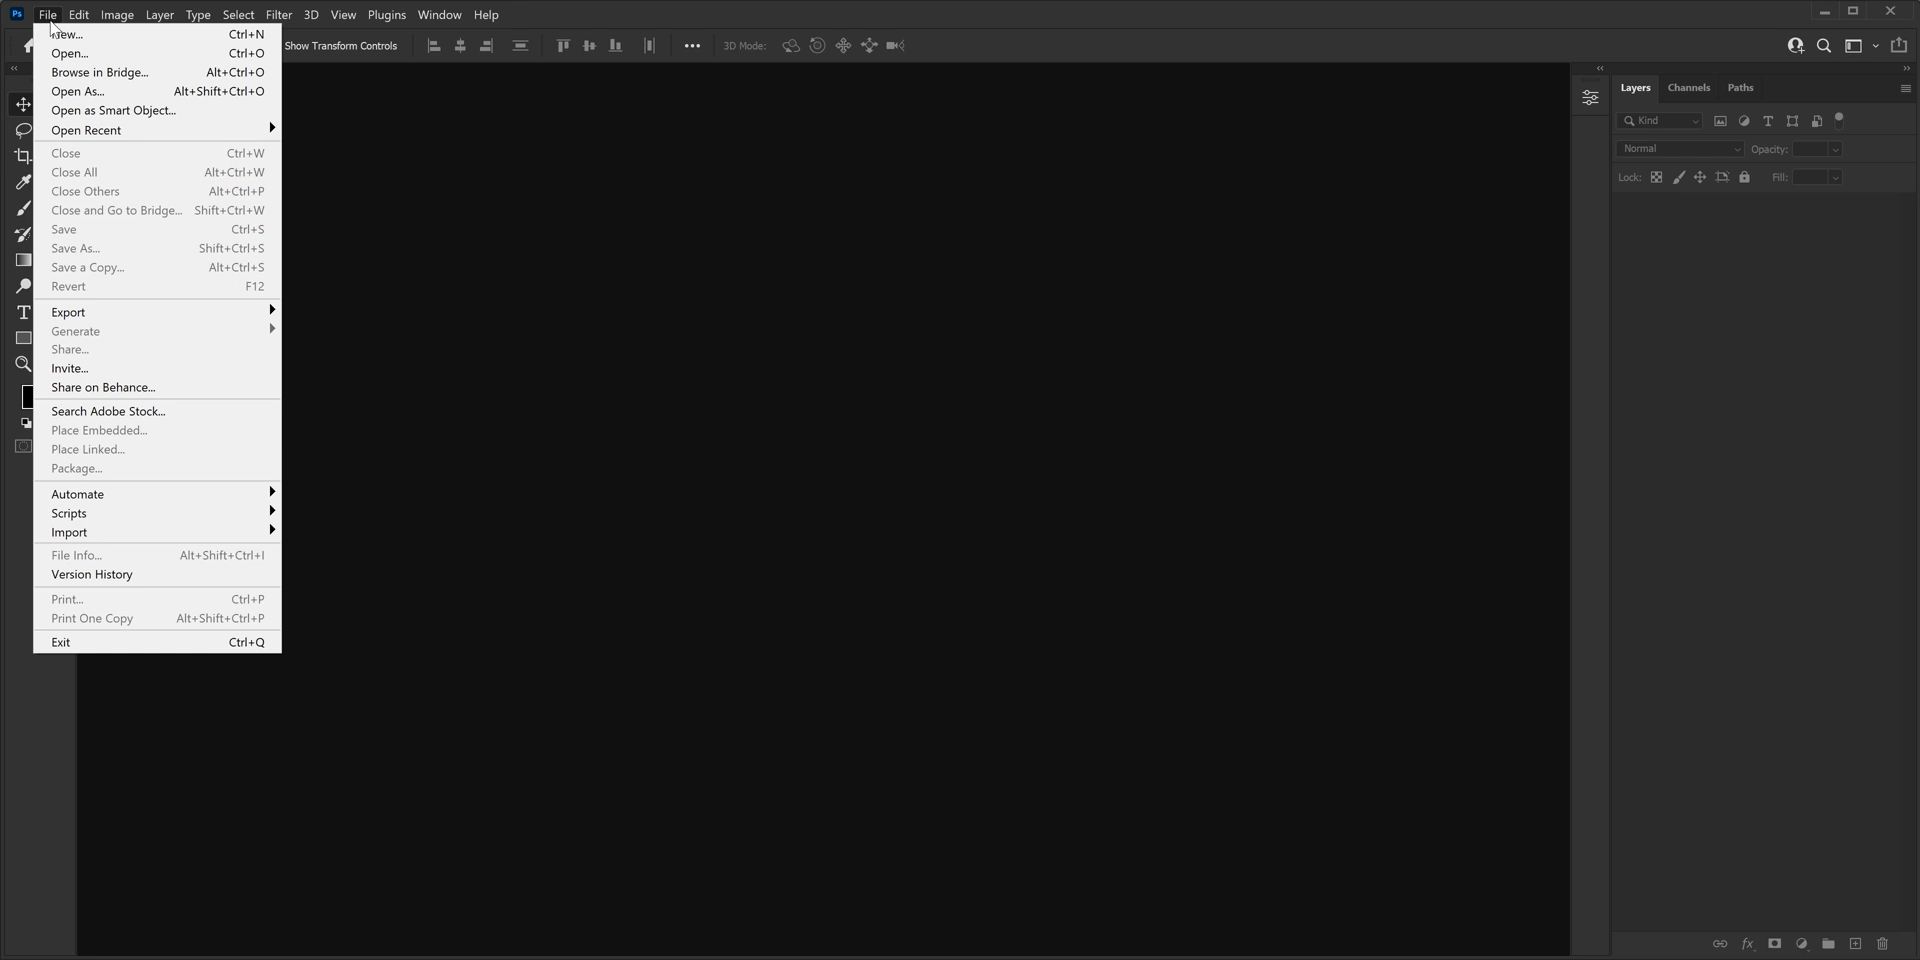 Ps File Edit Image Layer Type Select Filter 3D View Plugins Window Help
Show Transform Controls
3D Mode:
New... Ctrl+N
Open... Ctrl+O
Browse in Bridge... Alt+Ctrl+O
Open As... Alt+Shift+Ctrl+O
Open as Smart Object...
Open Recent
Close Ctrl+W
Close All Alt+Ctrl+W
Close Others Alt+Ctrl+P
Close and Go to Bridge... Shift+Ctrl+W
Save Ctrl+S
Save As... Shift+Ctrl+S
Save a Copy... Alt+Ctrl+S
Revert F12
Export
Generate
Share...
Invite...
Share on Behance...
Search Adobe Stock...
Place Embedded...
Place Linked...
Package...
Automate
Scripts
Import
File Info... Alt+Shift+Ctrl+I
Version History
Print... Ctrl+P
Print One Copy Alt+Shift+Ctrl+P
Exit Ctrl+Q
Layers Channels Paths
Kind
Normal Opacity:
Lock: Fill:
fx